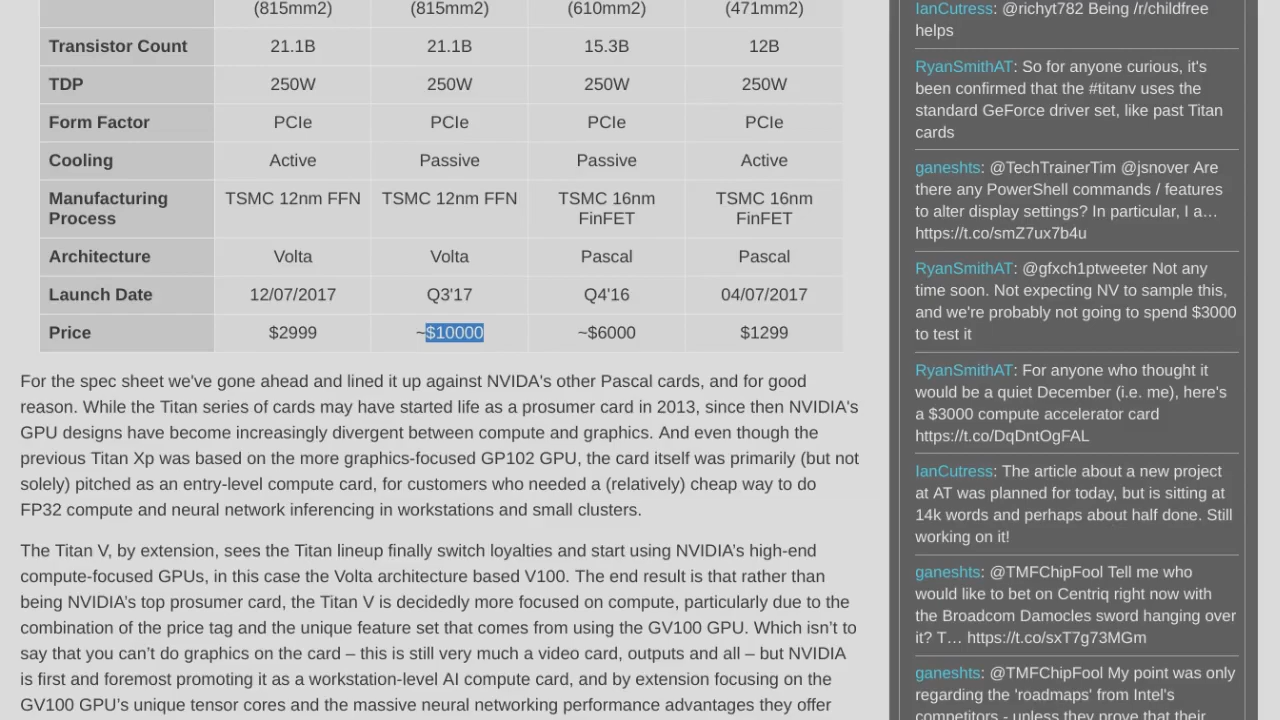 (815mm2) (815mm2) (610mm2) (471mm2)
Transistor Count 21.1B 21.1B 15.3B 12B
TDP 250W 250W 250W 250W
Form Factor PCIe PCIe PCIe PCIe
Cooling Active Passive Passive Active
Manufacturing Process TSMC 12nm FFN TSMC 12nm FFN TSMC 16nm FinFET TSMC 16nm FinFET
Architecture Volta Volta Pascal Pascal
Launch Date 12/07/2017 Q3'17 Q4'16 04/07/2017
Price $2999 ~$10000 ~$6000 $1299
For the spec sheet we've gone ahead and lined it up against NVIDA's other Pascal cards, and for good
reason. While the Titan series of cards may have started life as a prosumer card in 2013, since then NVIDIA's
GPU designs have become increasingly divergent between compute and graphics. And even though the
previous Titan Xp was based on the more graphics-focused GP102 GPU, the card itself was primarily (but not
solely) pitched as an entry-level compute card, for customers who needed a (relatively) cheap way to do
FP32 compute and neural network inferencing in workstations and small clusters.
The Titan V, by extension, sees the Titan lineup finally switch loyalties and start using NVIDIA’s high-end
compute-focused GPUs, in this case the Volta architecture based V100. The end result is that rather than
being NVIDIA’s top prosumer card, the Titan V is decidedly more focused on compute, particularly due to the
combination of the price tag and the unique feature set that comes from using the GV100 GPU. Which isn’t to
say that you can’t do graphics on the card – this is still very much a video card, outputs and all – but NVIDIA
is first and foremost promoting it as a workstation-level AI compute card, and by extension focusing on the
GV100 GPU’s unique tensor cores and the massive neural networking performance advantages they offer
IanCutress: @richyt782 Being /r/childfree
helps
RyanSmithAT: So for anyone curious, it's
been confirmed that the #titanv uses the
standard GeForce driver set, like past Titan
cards
ganeshts: @TechTrainerTim @jsnover Are
there any PowerShell commands / features
to alter display settings? In particular, I a…
https://t.co/smZ7ux7b4u
RyanSmithAT: @gfxch1ptweeter Not any
time soon. Not expecting NV to sample this,
and we're probably not going to spend $3000
to test it
RyanSmithAT: For anyone who thought it
would be a quiet December (i.e. me), here's
a $3000 compute accelerator card
https://t.co/DqDntOgFAL
IanCutress: The article about a new project
at AT was planned for today, but is sitting at
14k words and perhaps about half done. Still
working on it!
ganeshts: @TMFChipFool Tell me who
would like to bet on Centriq right now with
the Broadcom Damocles sword hanging over
it? T… https://t.co/sxT7g73MGm
ganeshts: @TMFChipFool My point was only
regarding the 'roadmaps' from Intel's
competitors - unless they prove that their